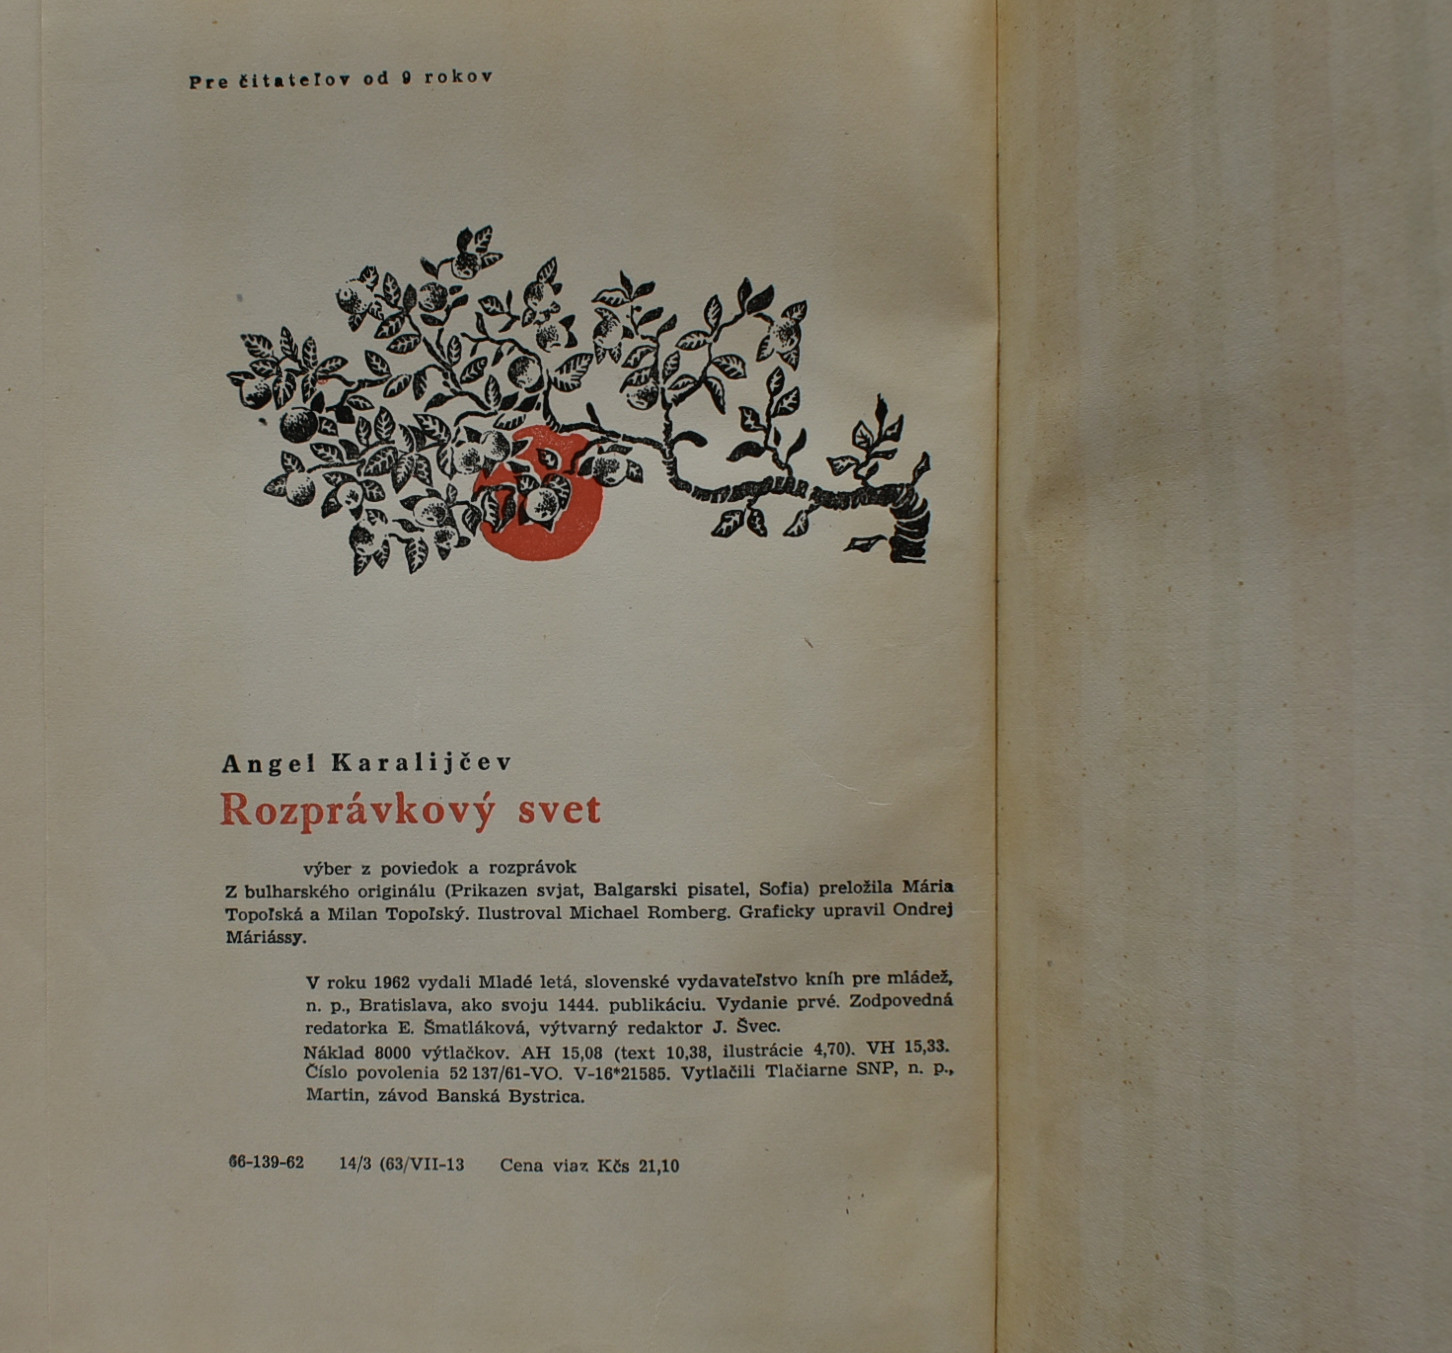 Pre čitateľov od 9 rokov
Angel Karalijčev
Rozprávkový svet
výber z poviedok a rozprávok
Z bulharského originálu (Prikazen svjat, Balgarski pisatel, Sofia) preložila Mária
Topoľská a Milan Topoľský. Ilustroval Michael Romberg. Graficky upravil Ondrej
Máriássy.
V roku 1962 vydali Mladé letá, slovenské vydavateľstvo kníh pre mládež,
n. p., Bratislava, ako svoju 1444. publikáciu. Vydanie prvé. Zodpovedná
redatorka E. Šmatláková, výtvarný redaktor J. Švec.
Náklad 8000 výtlačkov. AH 15,08 (text 10,38, ilustrácie 4,70). VH 15,33.
Číslo povolenia 52 137/61-VO. V-16*21585. Vytlačili Tlačiarne SNP, n. p.,
Martin, závod Banská Bystrica.
66-139-62 14/3 (63/VII-13 Cena viaz Kčs 21,10